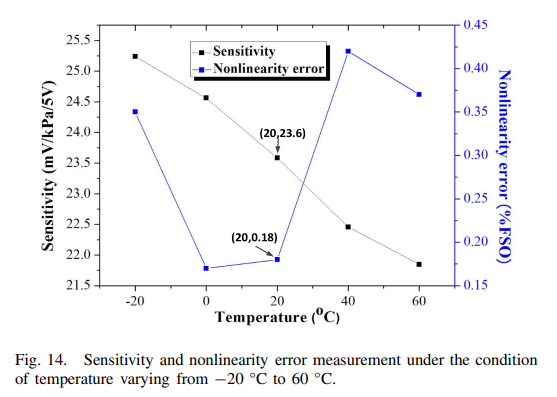 25.5
25.0
24.5
24.0
23.5
23.0
22.5
22.0
21.5
Sensitivity (mV/kPa/5V)
Sensitivity
Nonlinearity error
(20,23.6)
(20,0.18)
0.45
0.40
0.35
0.30
0.25
0.20
0.15
Nonlinearity error (%FSO)
-20 0 20 40 60
Temperature (⁰C)
Fig. 14. Sensitivity and nonlinearity error measurement under the condition
of temperature varying from −20 °C to 60 °C.